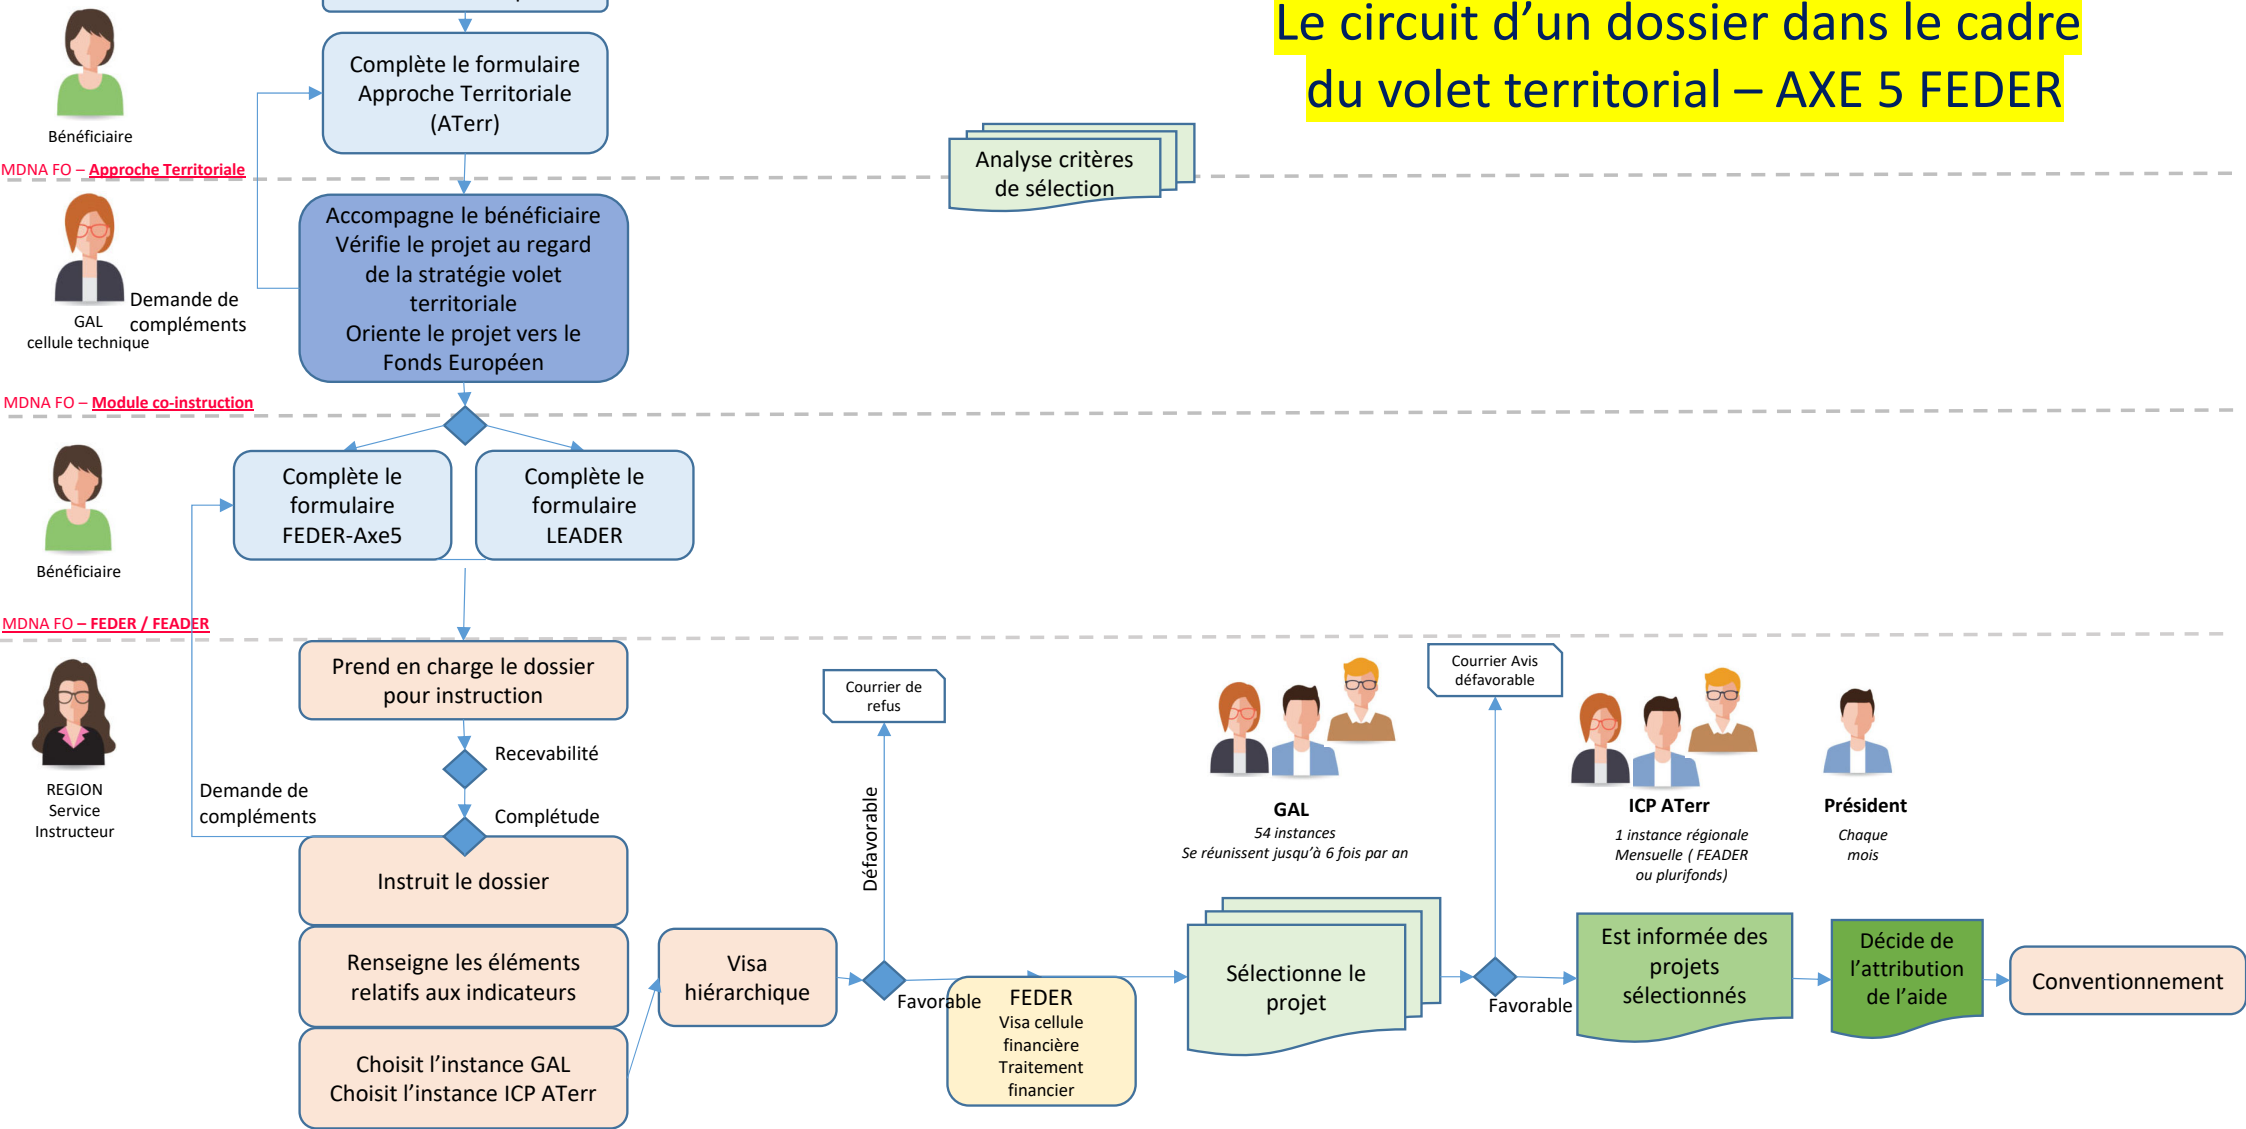 Le circuit d’un dossier dans le cadre
du volet territorial – AXE 5 FEDER
Bénéficiaire
Complète le formulaire
Approche Territoriale
(ATerr)
MDNA FO – Approche Territoriale
Analyse critères
de sélection
GAL
cellule technique
Demande de
compléments
Accompagne le bénéficiaire
Vérifie le projet au regard
de la stratégie volet
territoriale
Oriente le projet vers le
Fonds Européen
MDNA FO – Module co-instruction
Bénéficiaire
Complète le
formulaire
FEDER-Axe5
Complète le
formulaire
LEADER
MDNA FO – FEDER / FEADER
REGION
Service
Instructeur
Prend en charge le dossier
pour instruction
Recevabilité
Demande de
compléments
Complétude
Instruit le dossier
Renseigne les éléments
relatifs aux indicateurs
Choisit l’instance GAL
Choisit l’instance ICP ATerr
Visa
hiérarchique
Courrier de
refus
Défavorable
Favorable
FEDER
Visa cellule
financière
Traitement
financier
GAL
54 instances
Se réunissent jusqu’à 6 fois par an
Sélectionne le
projet
Courrier Avis
défavorable
Favorable
ICP ATerr
1 instance régionale
Mensuelle ( FEADER
ou plurifonds)
Est informée des
projets
sélectionnés
Président
Chaque
mois
Décide de
l’attribution
de l’aide
Conventionnement